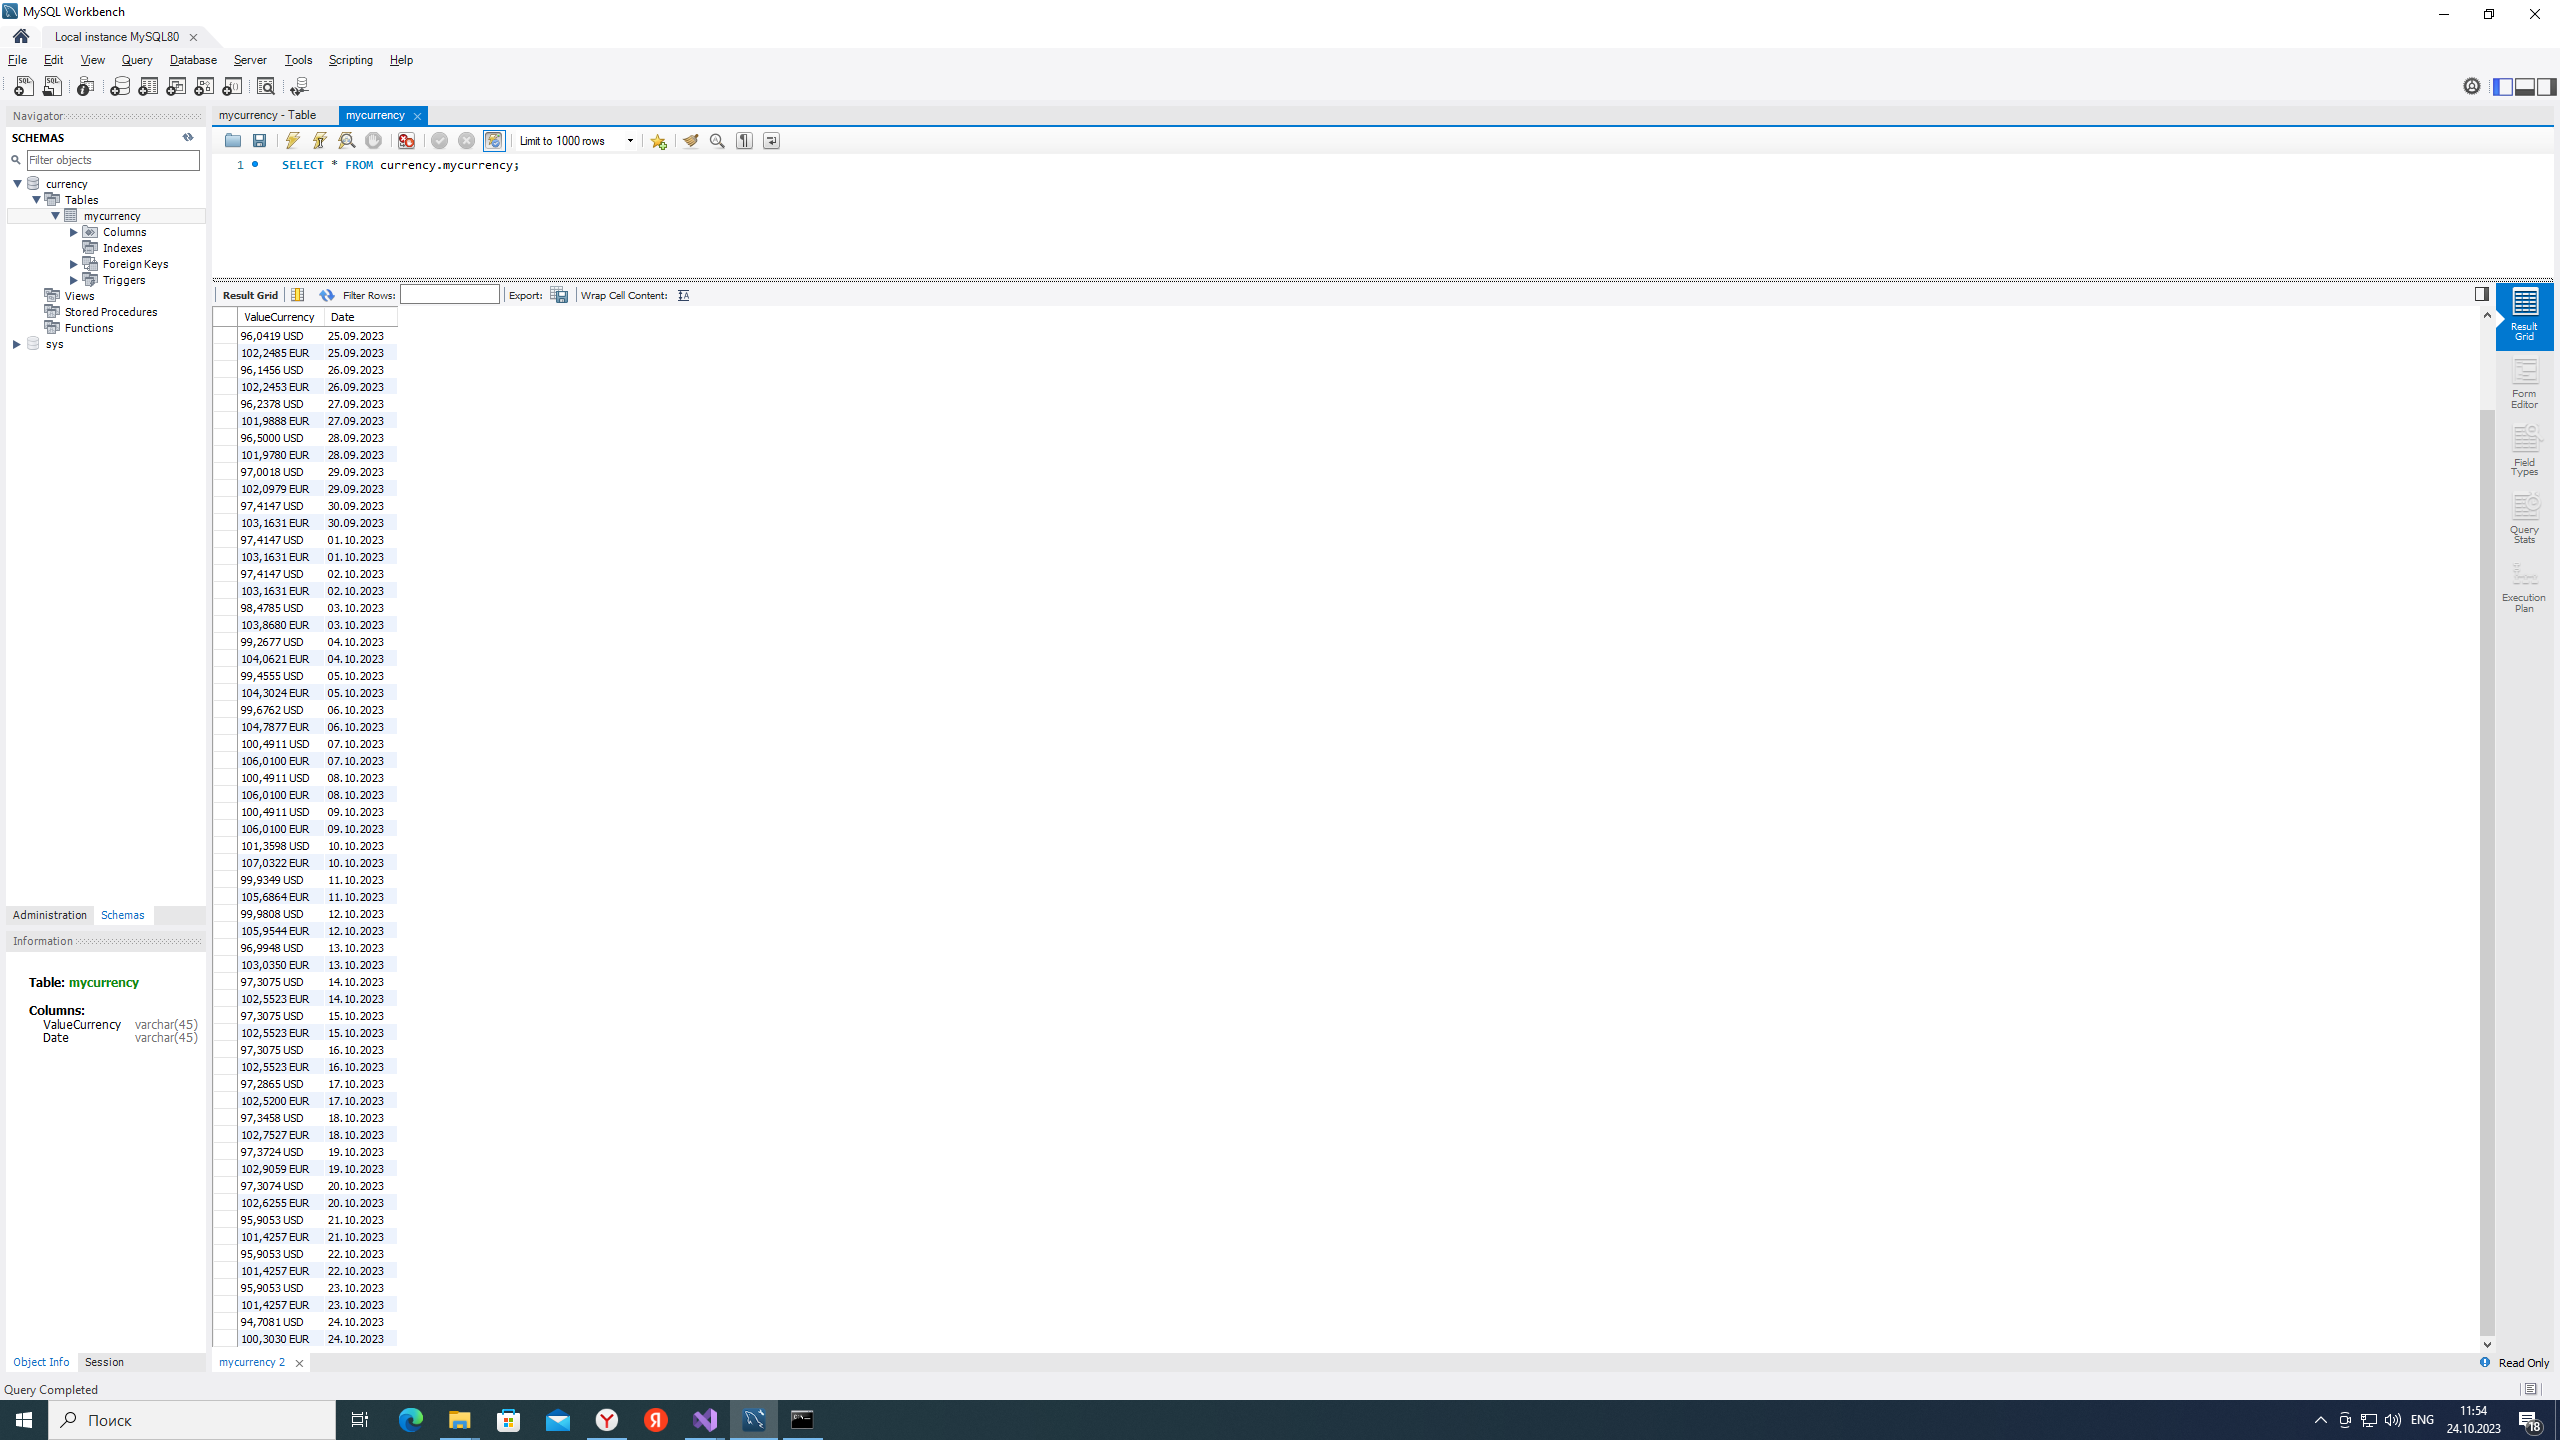 MySQL Workbench
Local instance MySQL80
File Edit View Query Database Server Tools Scripting Help
Navigator
SCHEMAS
Filter objects
currency
Tables
mycurrency
Columns
Indexes
Foreign Keys
Triggers
Views
Stored Procedures
Functions
sys
Administration Schemas
Information
Table: mycurrency
Columns:
ValueCurrency varchar(45)
Date varchar(45)
Object Info Session
mycurrency - Table mycurrency
Limit to 1000 rows
1 SELECT * FROM currency.mycurrency;
Result Grid Filter Rows: Export: Wrap Cell Content:
ValueCurrency Date
96,0419 USD 25.09.2023
102,2485 EUR 25.09.2023
96,1456 USD 26.09.2023
102,2453 EUR 26.09.2023
96,2378 USD 27.09.2023
101,9888 EUR 27.09.2023
96,5000 USD 28.09.2023
101,9780 EUR 28.09.2023
97,0018 USD 29.09.2023
102,0979 EUR 29.09.2023
97,4147 USD 30.09.2023
103,1631 EUR 30.09.2023
97,4147 USD 01.10.2023
103,1631 EUR 01.10.2023
97,4147 USD 02.10.2023
103,1631 EUR 02.10.2023
98,4785 USD 03.10.2023
103,8680 EUR 03.10.2023
99,2677 USD 04.10.2023
104,0621 EUR 04.10.2023
99,4555 USD 05.10.2023
104,3024 EUR 05.10.2023
99,6762 USD 06.10.2023
104,7877 EUR 06.10.2023
100,4911 USD 07.10.2023
106,0100 EUR 07.10.2023
100,4911 USD 08.10.2023
106,0100 EUR 08.10.2023
100,4911 USD 09.10.2023
106,0100 EUR 09.10.2023
101,3598 USD 10.10.2023
107,0322 EUR 10.10.2023
99,9349 USD 11.10.2023
105,6864 EUR 11.10.2023
99,9808 USD 12.10.2023
105,9544 EUR 12.10.2023
96,9948 USD 13.10.2023
103,0350 EUR 13.10.2023
97,3075 USD 14.10.2023
102,5523 EUR 14.10.2023
97,3075 USD 15.10.2023
102,5523 EUR 15.10.2023
97,3075 USD 16.10.2023
102,5523 EUR 16.10.2023
97,2865 USD 17.10.2023
102,5200 EUR 17.10.2023
97,3458 USD 18.10.2023
102,7527 EUR 18.10.2023
97,3724 USD 19.10.2023
102,9059 EUR 19.10.2023
97,3074 USD 20.10.2023
102,6255 EUR 20.10.2023
95,9053 USD 21.10.2023
101,4257 EUR 21.10.2023
95,9053 USD 22.10.2023
101,4257 EUR 22.10.2023
95,9053 USD 23.10.2023
101,4257 EUR 23.10.2023
94,7081 USD 24.10.2023
100,3030 EUR 24.10.2023
Result
Grid
Form
Editor
Field
Types
Query
Stats
Execution
Plan
mycurrency 2
Read Only
Query Completed
Поиск
ENG
11:54
24.10.2023
18